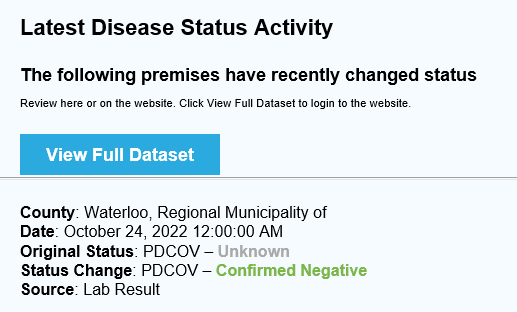 Latest Disease Status Activity
The following premises have recently changed status
Review here or on the website. Click View Full Dataset to login to the website.
View Full Dataset
County: Waterloo, Regional Municipality of
Date: October 24, 2022 12:00:00 AM
Original Status: PDCOV – Unknown
Status Change: PDCOV – Confirmed Negative
Source: Lab Result